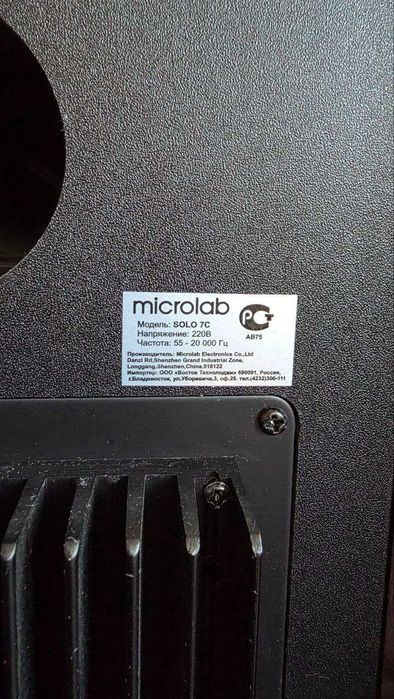 microlab
Модель: SOLO 7C
Напряжение: 220В
Частота: 55 - 20 000 Гц
АВ75
Производитель: Microlab Electronics Co.,Ltd
Danzi Rd,Shenzhen Grand Industrial Zone,
Longgang,Shenzhen,China.518122
Импортер: ООО «Восток Технолоджи» 690091, Россия,
г.Владивосток, ул.Уборевича,3, оф.25. тел.(4232)300-111